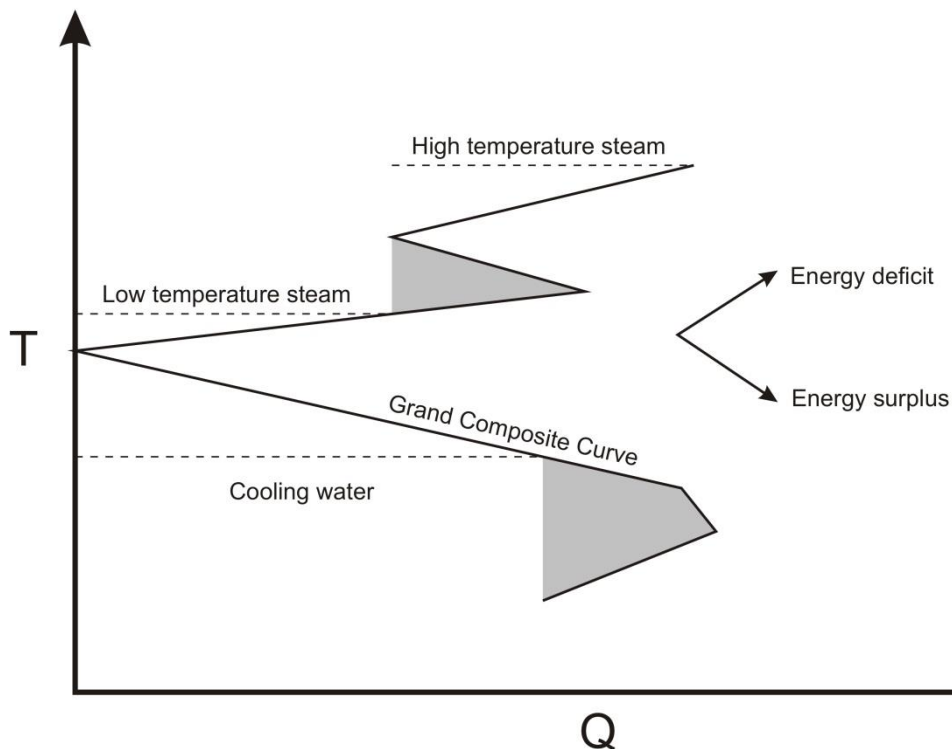 High temperature steam
Energy deficit
Low temperature steam
T
Energy surplus
Grand Composite Curve
Cooling water
Q